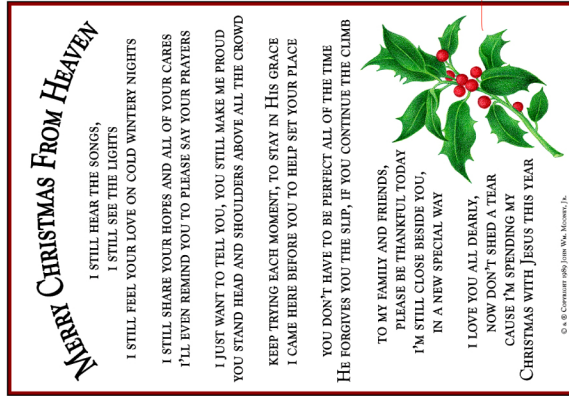 MERRY CHRISTMAS FROM HEAVEN
I STILL HEAR THE SONGS,
I STILL SEE THE LIGHTS
I STILL FEEL YOUR LOVE ON COLD WINTERY NIGHTS
I STILL SHARE YOUR HOPES AND ALL OF YOUR CARES
I'LL EVEN REMIND YOU TO PLEASE SAY YOUR PRAYERS
I JUST WANT TO TELL YOU, YOU STILL MAKE ME PROUD
YOU STAND HEAD AND SHOULDERS ABOVE ALL THE CROWD
KEEP TRYING EACH MOMENT, TO STAY IN HIS GRACE
I CAME HERE BEFORE YOU TO HELP SET YOUR PLACE
YOU DON'T HAVE TO BE PERFECT ALL OF THE TIME
HE FORGIVES YOU THE SLIP, IF YOU CONTINUE THE CLIMB
TO MY FAMILY AND FRIENDS,
PLEASE BE THANKFUL TODAY
I'M STILL CLOSE BESIDE YOU,
IN A NEW SPECIAL WAY
I LOVE YOU ALL DEARLY,
NOW DON'T SHED A TEAR
CAUSE I'M SPENDING MY
CHRISTMAS WITH JESUS THIS YEAR
© & ® COPYRIGHT 1989 JOHN WM. MOONEY, JR.